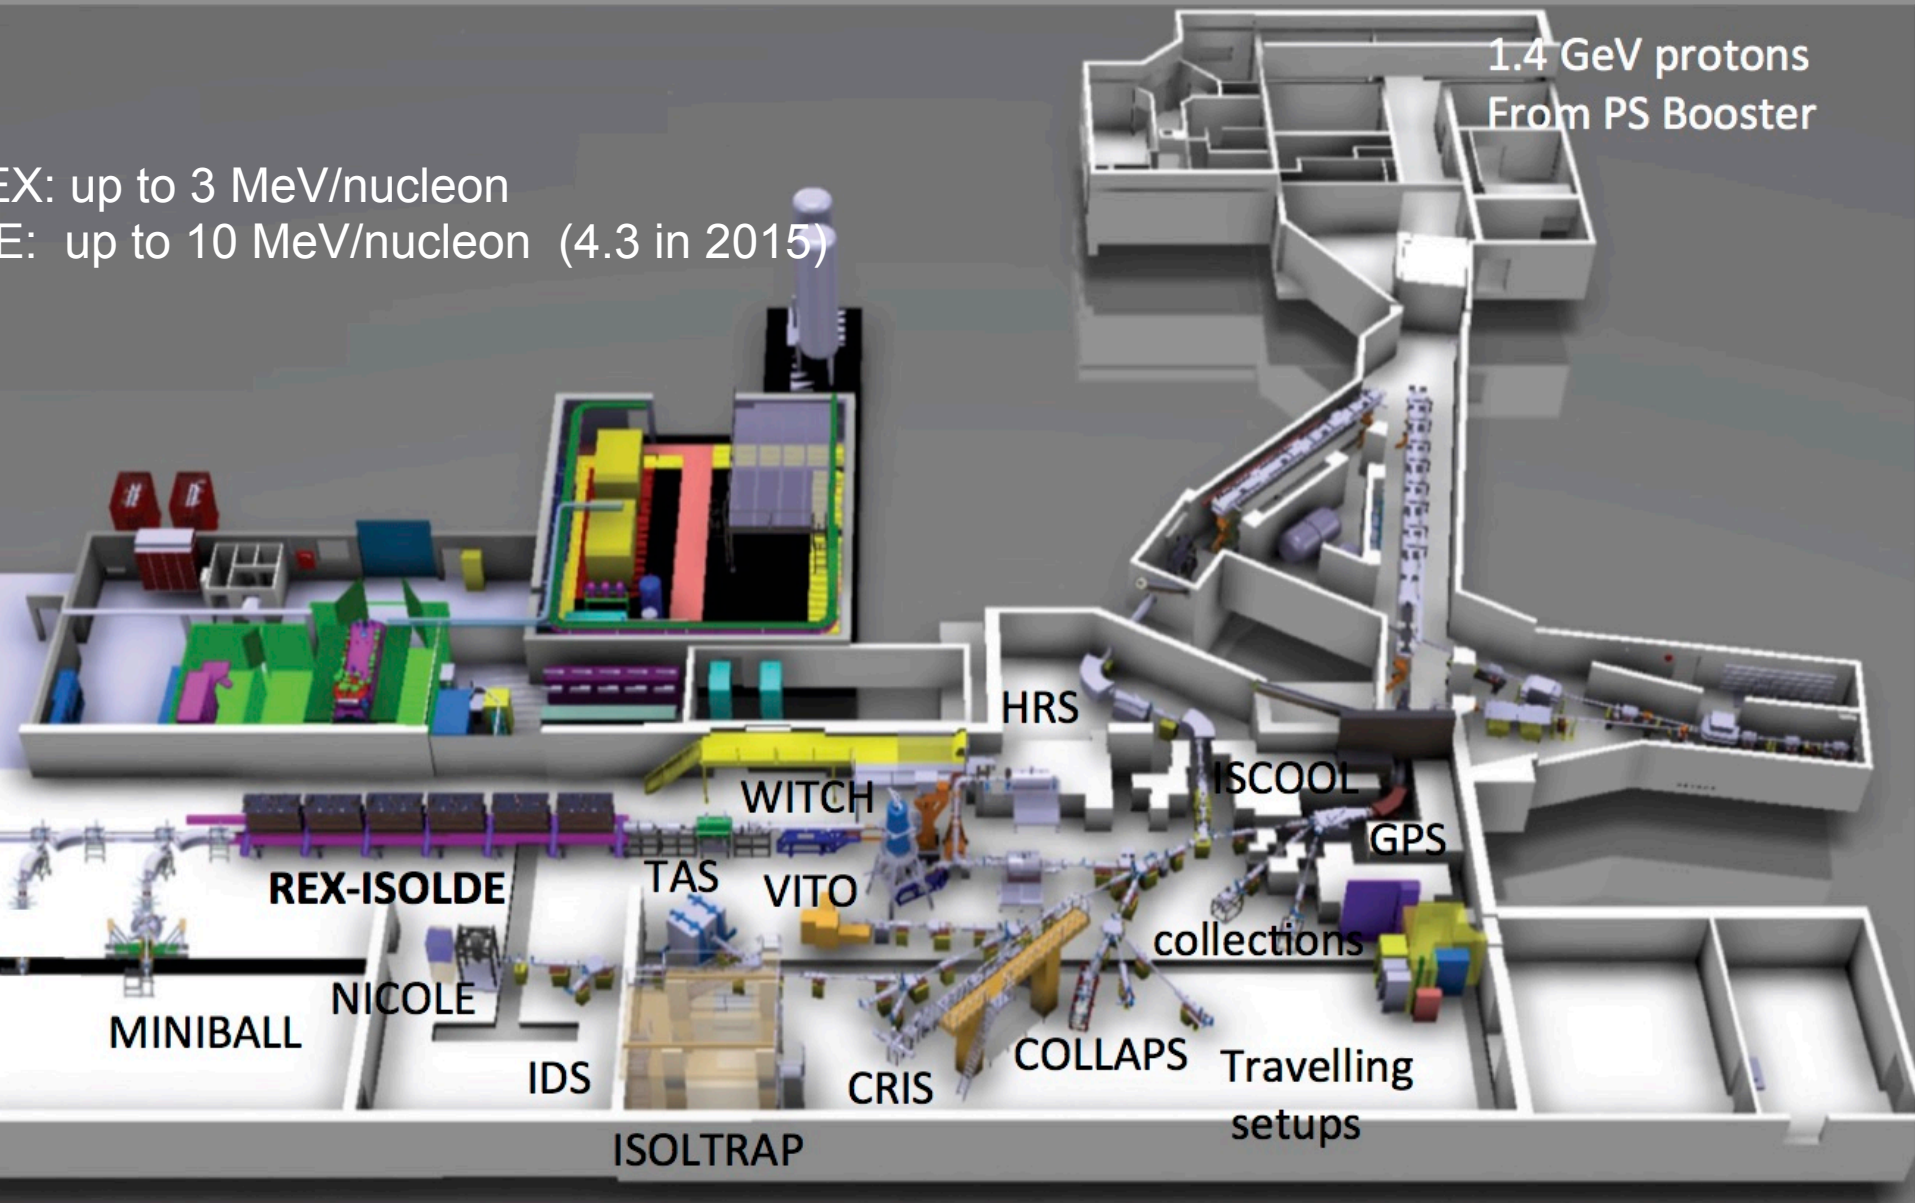 1.4 GeV protons
From PS Booster
EX: up to 3 MeV/nucleon
E: up to 10 MeV/nucleon (4.3 in 2015)
HRS
ISCOOL
WITCH
GPS
REX-ISOLDE
TAS
VITO
collections
NICOLE
MINIBALL
IDS
CRIS
COLLAPS
Travelling
setups
ISOLTRAP